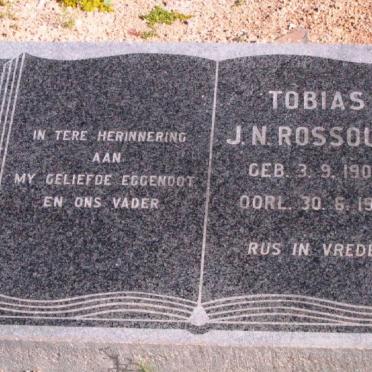 IN TERE HERINNERING
AAN
MY GELIEFDE EGGENOOT
EN ONS VADER
TOBIAS
J.N. ROSSOU
GEB. 3. 9. 190
OORL. 30. 6. 19
RUS IN VREDE